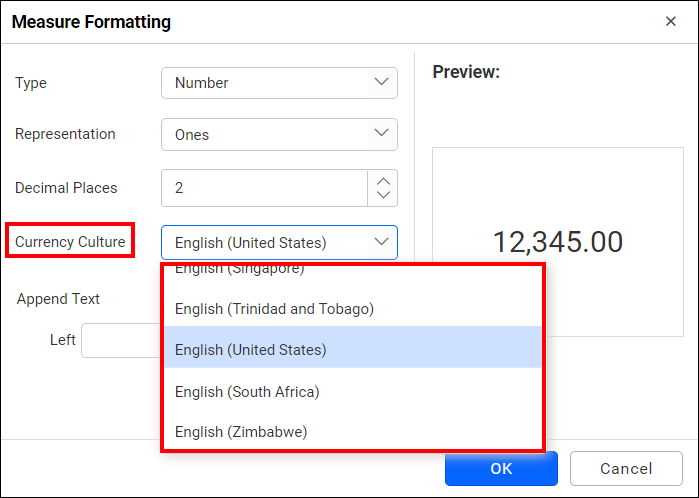 Measure Formatting
Type
Number
Preview:
Representation
Ones
Decimal Places
2
Currency Culture
English (United States)
12,345.00
English (Singapore)
Append Text
English (Trinidad and Tobago)
Left
English (United States)
English (South Africa)
English (Zimbabwe)
OK
Cancel